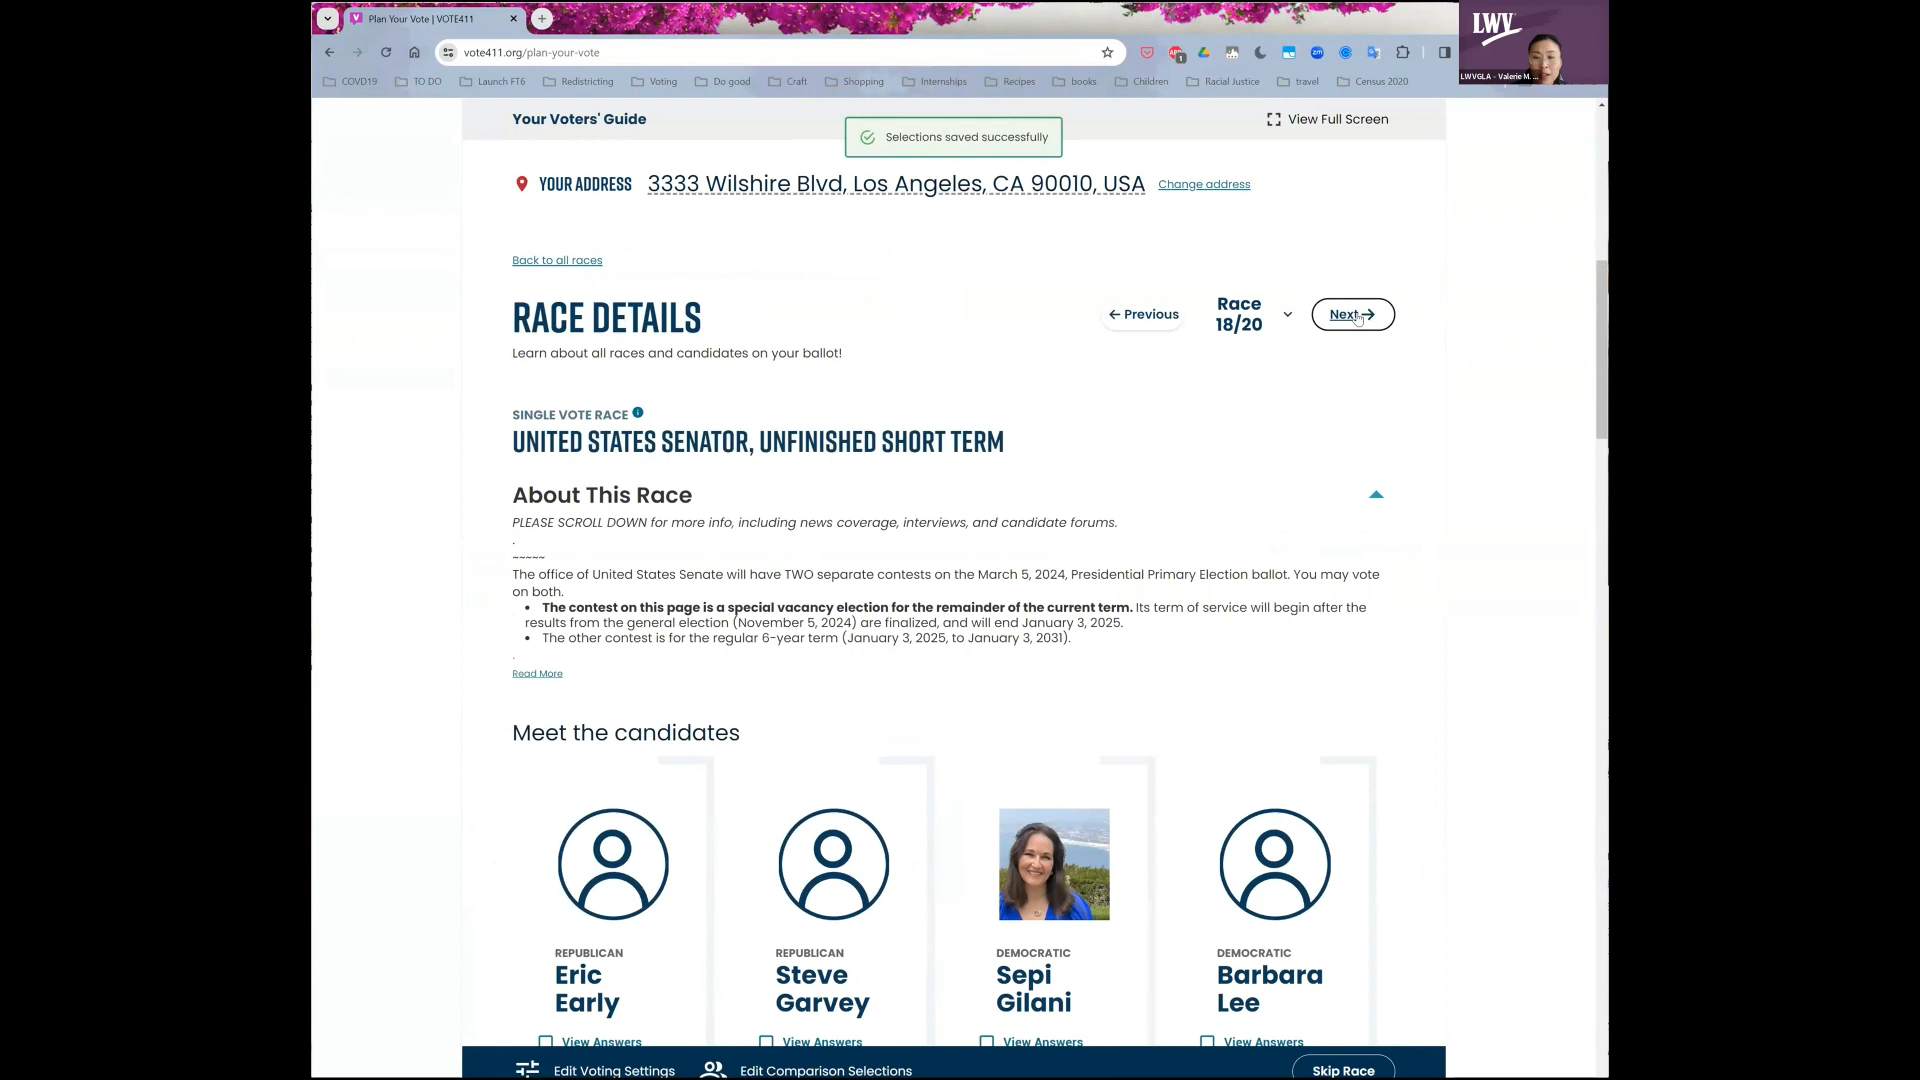 Plan Your Vote | VOTE411
LWV
vote411.org/plan-your-vote
LWVGLA - Valerie M. ...
COVD19 TO DO Launch FT6 Redistricting Voting Do good Craft Shopping Internships Recipes books Children Racial Justice travel Census 2020
Your Voters' Guide
View Full Screen
Selections saved successfully
YOUR ADDRESS 3333 Wilshire Blvd, Los Angeles, CA 90010, USA Change address
Back to all races
RACE DETAILS
← Previous
Race
18/20
Next →
Learn about all races and candidates on your ballot!
SINGLE VOTE RACE
UNITED STATES SENATOR, UNFINISHED SHORT TERM
About This Race
PLEASE SCROLL DOWN for more info, including news coverage, interviews, and candidate forums.
.
~~~~~
The office of United States Senate will have TWO separate contests on the March 5, 2024, Presidential Primary Election ballot. You may vote
on both.
• The contest on this page is a special vacancy election for the remainder of the current term. Its term of service will begin after the
results from the general election (November 5, 2024) are finalized, and will end January 3, 2025.
• The other contest is for the regular 6-year term (January 3, 2025, to January 3, 2031).
.
Read More
Meet the candidates
REPUBLICAN
Eric
Early
View Answers
REPUBLICAN
Steve
Garvey
View Answers
DEMOCRATIC
Sepi
Gilani
View Answers
DEMOCRATIC
Barbara
Lee
View Answers
Edit Voting Settings
Edit Comparison Selections
Skip Race